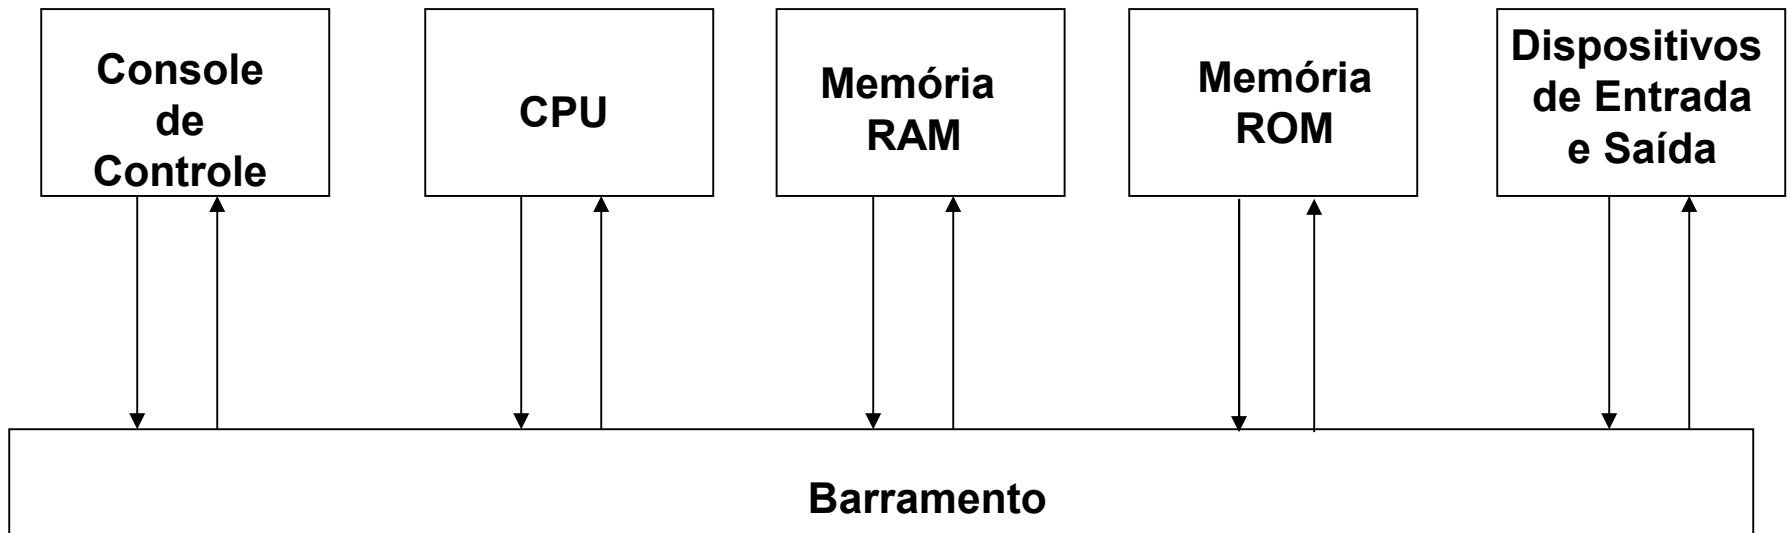 Console
de
Controle
CPU
Memória
RAM
Memória
ROM
Dispositivos
de Entrada
e Saída
Barramento